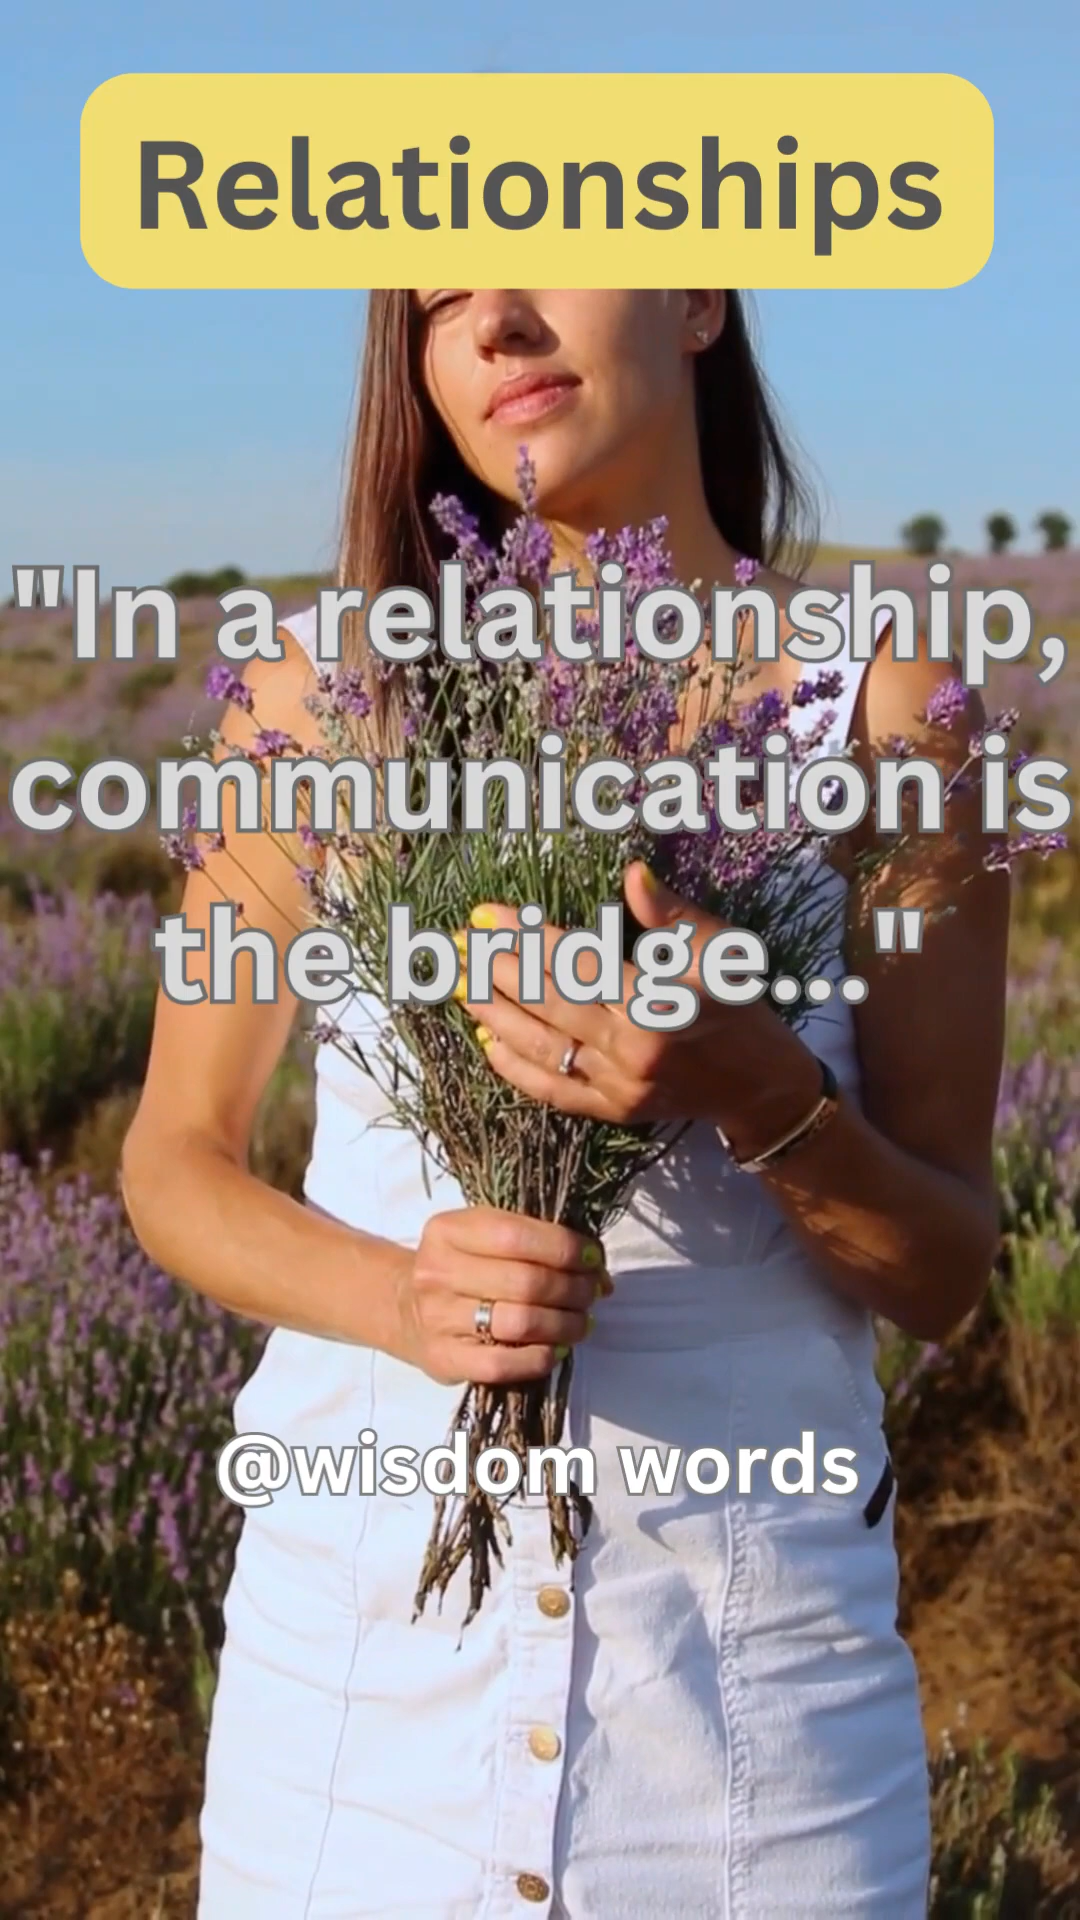 Relationships
"In a relationship,
communication is
the bridge..."
@wisdom words